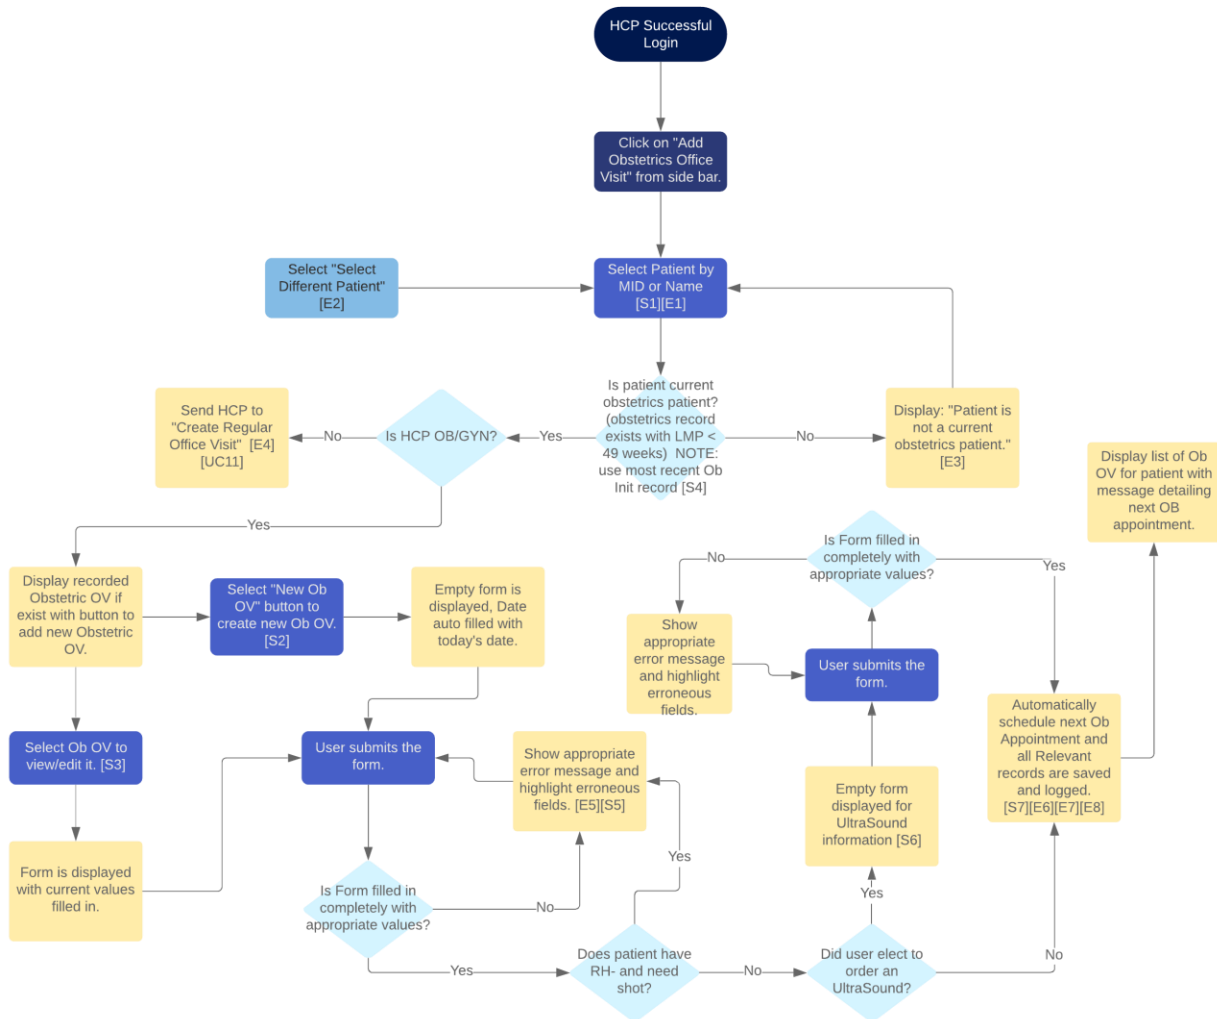 HCP Successful
Login
Click on "Add
Obstetrics Office
Visit" from side bar.
Select "Select
Different Patient"
[E2]
Select Patient by
MID or Name
[S1][E1]
Is patient current
obstetrics patient?
(obstetrics record
exists with LMP <
49 weeks)  NOTE:
use most recent Ob
Init record [S4]
Send HCP to
"Create Regular
Office Visit"  [E4]
[UC11]
No
Is HCP OB/GYN?
Yes
No
Display: "Patient is
not a current
obstetrics patient."
[E3]
Display list of Ob
OV for patient with
message detailing
next OB
appointment.
Yes
Is Form filled in
completely with
appropriate values?
No
Yes
Display recorded
Obstetric OV if
exist with button to
add new Obstetric
OV.
Select "New Ob
OV" button to
create new Ob OV.
[S2]
Empty form is
displayed, Date
auto filled with
today's date.
Show
appropriate
error message
and highlight
erroneous
fields.
User submits the
form.
Automatically
schedule next Ob
Appointment and
all Relevant
records are saved
and logged.
[S7][E6][E7][E8]
Select Ob OV to
view/edit it. [S3]
User submits the
form.
Show appropriate
error message and
highlight erroneous
fields. [E5][S5]
Empty form
displayed for
UltraSound
information [S6]
Form is displayed
with current values
filled in.
Is Form filled in
completely with
appropriate values?
No
Yes
Yes
Yes
Does patient have
RH- and need
shot?
No
Did user elect to
order an
UltraSound?
No